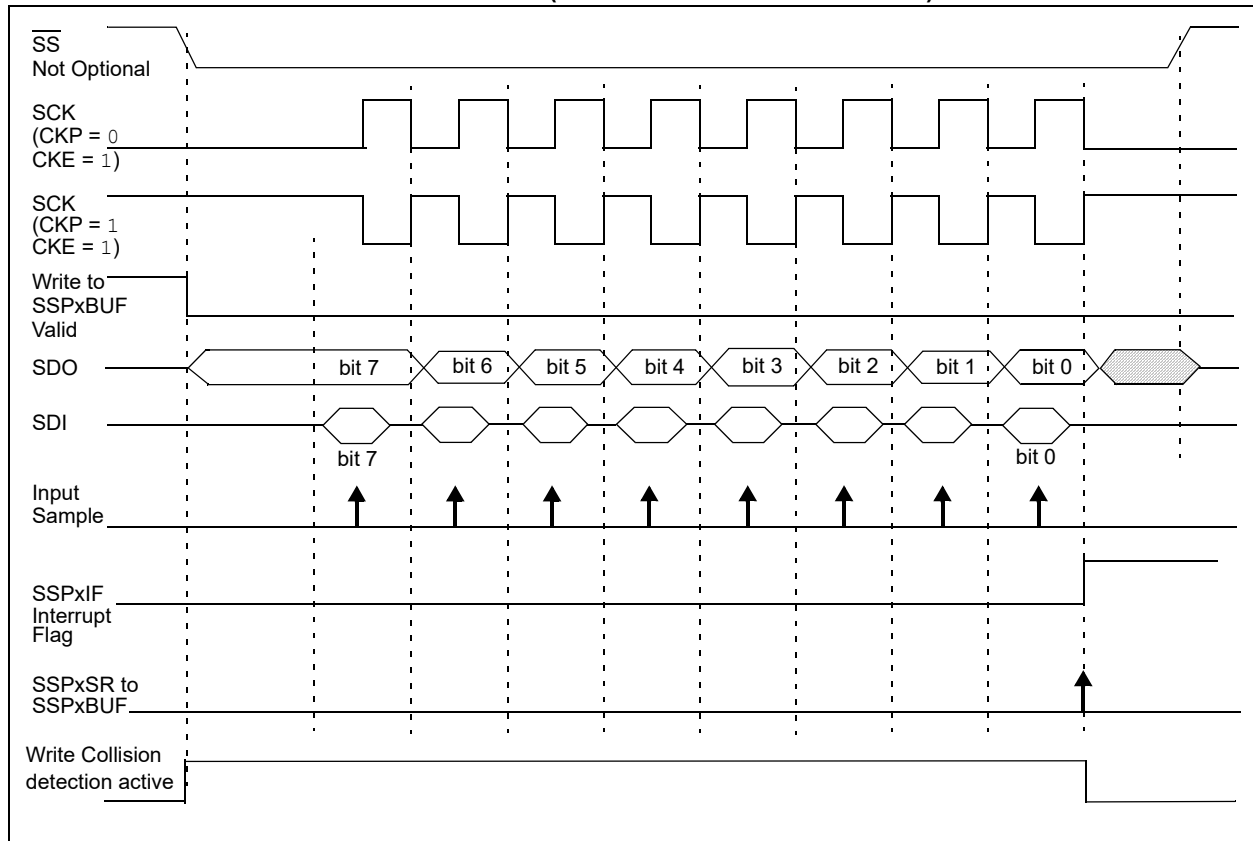 SS
Not Optional
SCK
(CKP = 0
CKE = 1)
SCK
(CKP = 1
CKE = 1)
Write to
SSPxBUF
Valid
SDO
bit 7 bit 6 bit 5 bit 4 bit 3 bit 2 bit 1 bit 0
SDI
bit 7 bit 0
Input
Sample
SSPxIF
Interrupt
Flag
SSPxSR to
SSPxBUF
Write Collision
detection active